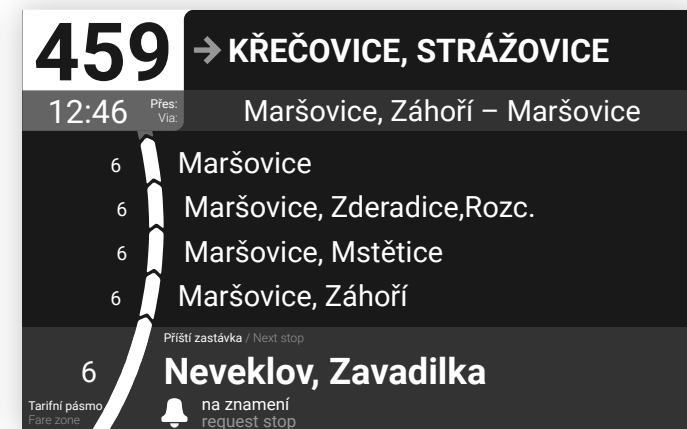 459 → KŘEČOVICE, STRÁŽOVICE
12:46 Přes: Via: Maršovice, Záhoří – Maršovice
6 Maršovice
6 Maršovice, Zderadice,Rozc.
6 Maršovice, Mstětice
6 Maršovice, Záhoří
Příští zastávka / Next stop
6 Neveklov, Zavadilka
Tarifní pásmo na znamení
Fare zone request stop